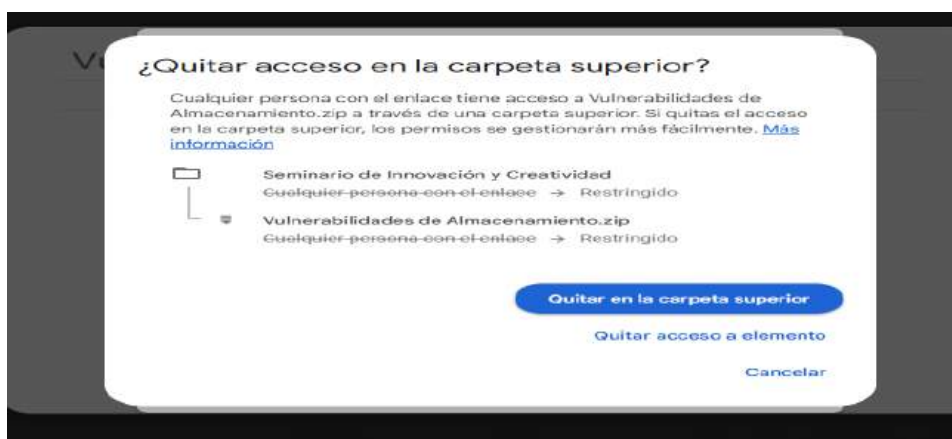 Vu
¿Quitar acceso en la carpeta superior?
Cualquier persona con el enlace tiene acceso a Vulnerabilidades de
Almacenamiento.zip a través de una carpeta superior. Si quitas el acceso
en la carpeta superior, los permisos se gestionarán más fácilmente. Más
información
Seminario de Innovación y Creatividad
Cualquier persona con el enlace → Restringido
Vulnerabilidades de Almacenamiento.zip
Cualquier persona con el enlace → Restringido
Quitar en la carpeta superior
Quitar acceso a elemento
Cancelar